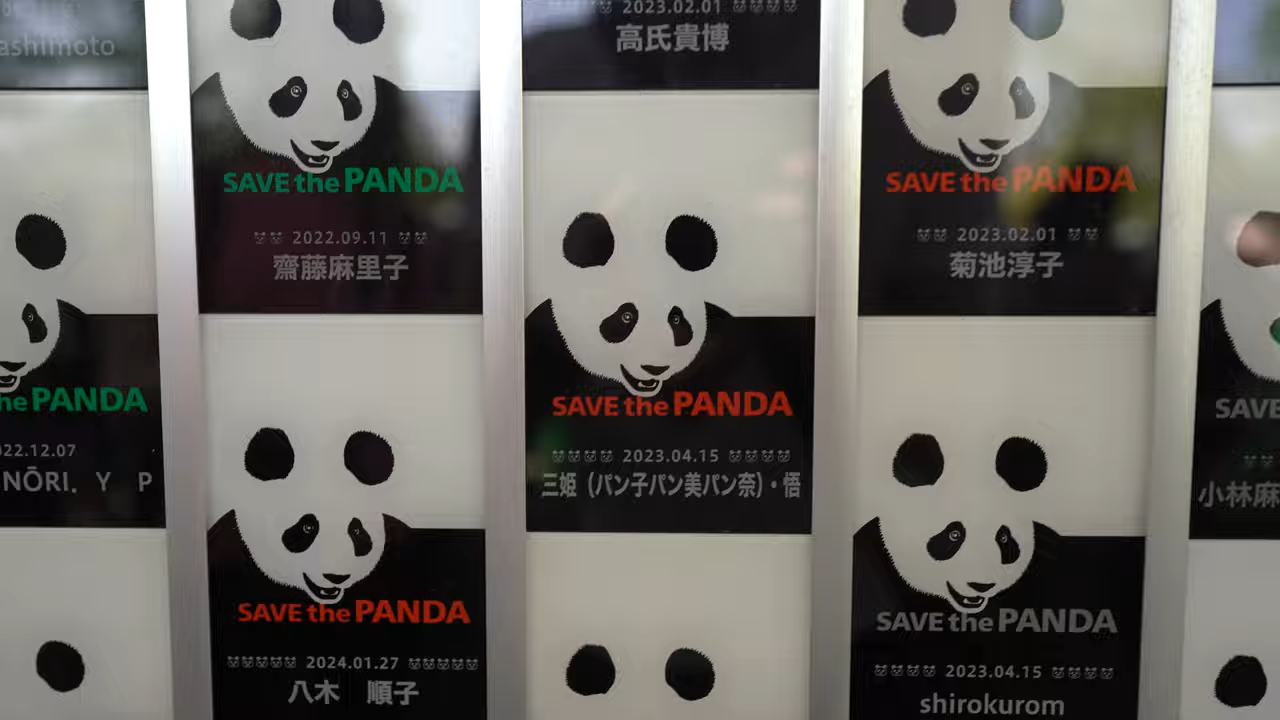 ashimoto
PANDA
22.12.07
NŌRI. Y P
SAVE the PANDA
2022.09.11
齋藤麻里子
SAVE the PANDA
2024.01.27
八木 順子
2023.02.01
高氏貴博
SAVE the PANDA
2023.04.15
三姫(パン子パン美パン奈)・悟
SAVE the PANDA
2023.02.01
菊池淳子
SAVE the PANDA
2023.04.15
shirokurom
SAVE
小林麻